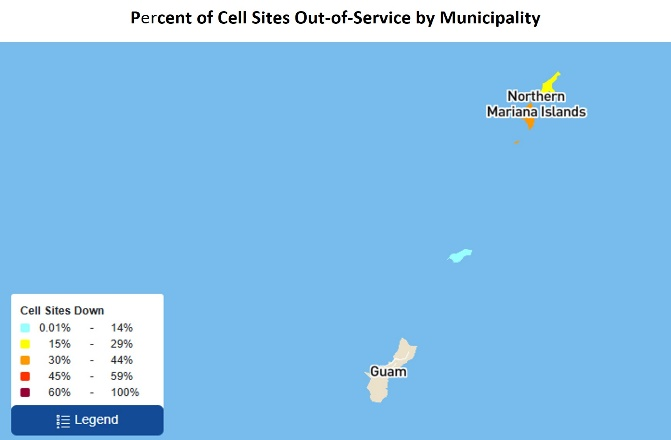 Percent of Cell Sites Out-of-Service by Municipality
Northern
Mariana Islands
Guam
Cell Sites Down
0.01% - 14%
15% - 29%
30% - 44%
45% - 59%
60% - 100%
Legend